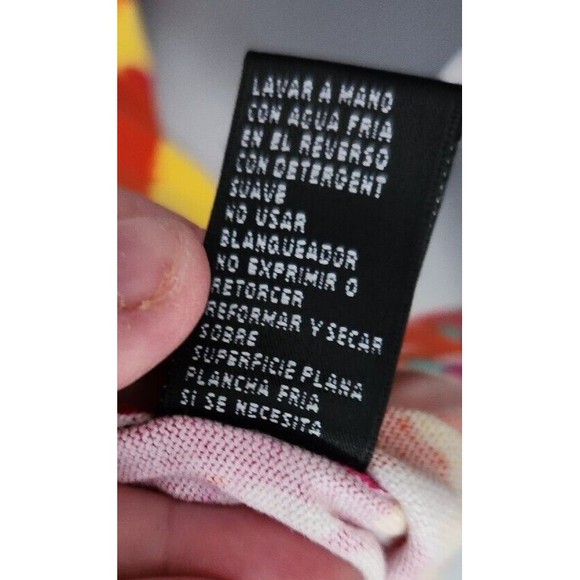 LAVAR A MANO
CON AGUA FRIA
EN EL REVERSO
CON DETERGENT
SUAVE
NO USAR
BLANQUEADOR
NO EXPRIMIR O
RETORCER
REFORMAR Y SECAR
SOBRE
SUPERFICIE PLANA
PLANCHA FRIA
SI SE NECESITA